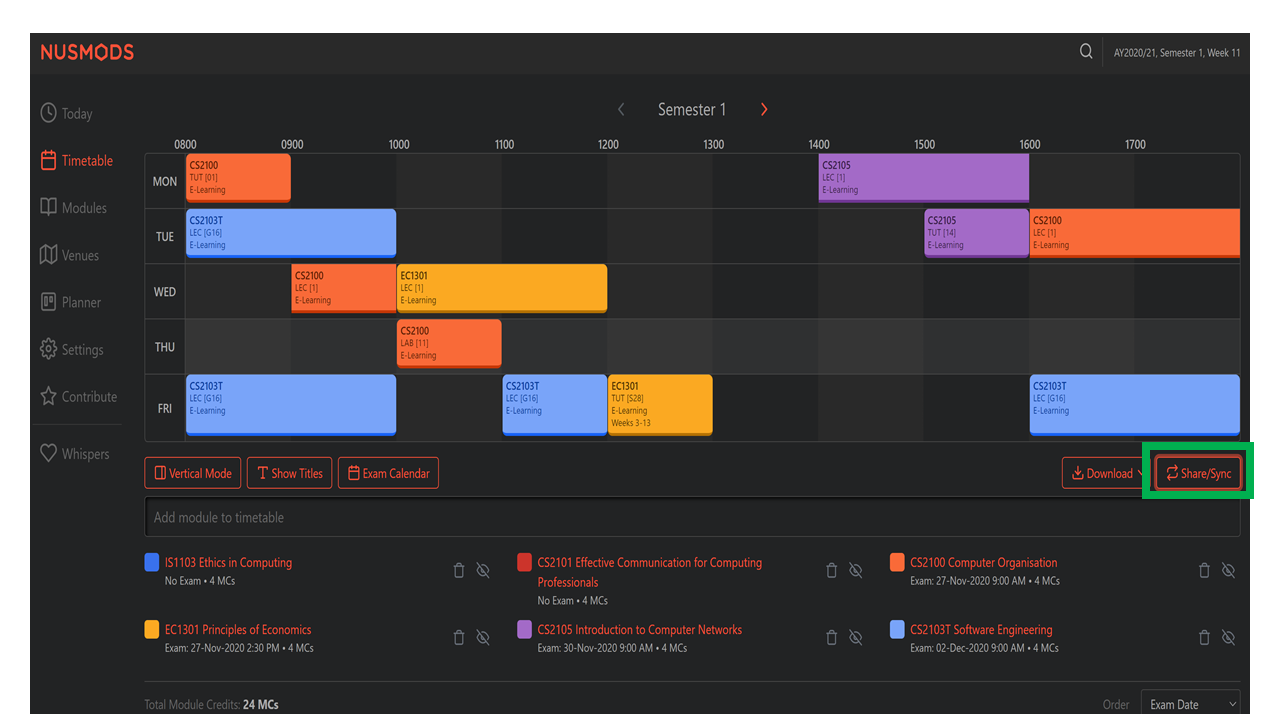 NUSMODS
AY2020/21, Semester 1, Week 11
Today
Timetable
Modules
Venues
Planner
Settings
Contribute
Whispers
Semester 1
0800 0900 1000 1100 1200 1300 1400 1500 1600 1700
MON
CS2100
TUT [01]
E-Learning
CS2105
LEC [1]
E-Learning
TUE
CS2103T
LEC [G16]
E-Learning
CS2105
TUT [14]
E-Learning
CS2100
LEC [1]
E-Learning
WED
CS2100
LEC [1]
E-Learning
EC1301
LEC [1]
E-Learning
THU
CS2100
LAB [11]
E-Learning
FRI
CS2103T
LEC [G16]
E-Learning
CS2103T
LEC [G16]
E-Learning
EC1301
TUT [S28]
E-Learning
Weeks 3-13
CS2103T
LEC [G16]
E-Learning
Vertical Mode
Show Titles
Exam Calendar
Download
Share/Sync
Add module to timetable
IS1103 Ethics in Computing
No Exam • 4 MCs
CS2101 Effective Communication for Computing
Professionals
No Exam • 4 MCs
CS2100 Computer Organisation
Exam: 27-Nov-2020 9:00 AM • 4 MCs
EC1301 Principles of Economics
Exam: 27-Nov-2020 2:30 PM • 4 MCs
CS2105 Introduction to Computer Networks
Exam: 30-Nov-2020 9:00 AM • 4 MCs
CS2103T Software Engineering
Exam: 02-Dec-2020 9:00 AM • 4 MCs
Total Module Credits: 24 MCs
Order
Exam Date